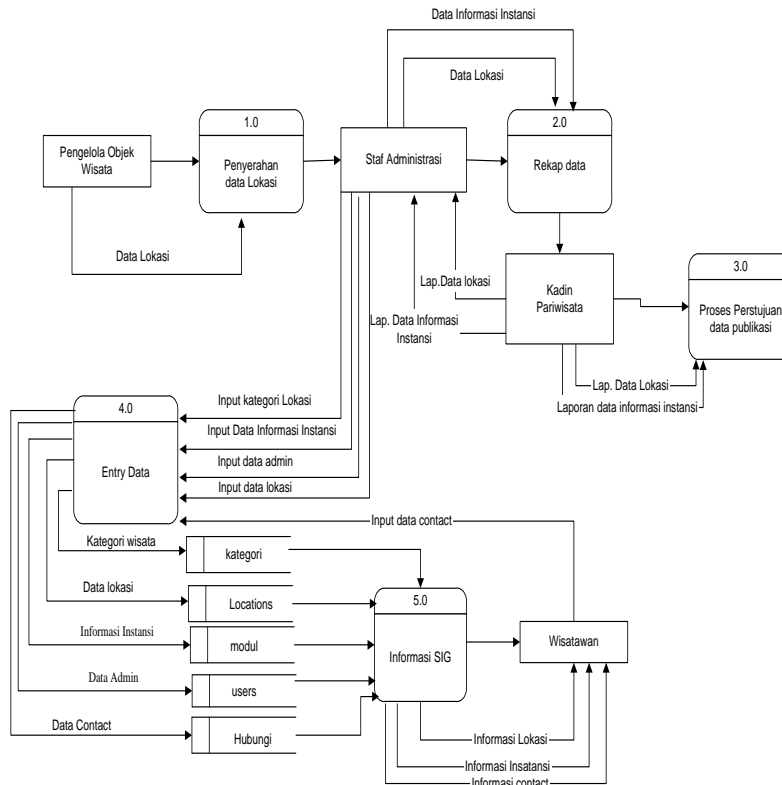 Data Informasi Instansi
Data Lokasi
1.0
Penyerahan
data Lokasi
Pengelola Objek
Wisata
Staf Administrasi
2.0
Rekap data
Data Lokasi
Lap.Data lokasi
Lap. Data Informasi
Instansi
Kadin
Pariwisata
3.0
Proses Perstujuan
data publikasi
Lap. Data Lokasi
Laporan data informasi instansi
Input kategori Lokasi
Input Data Informasi Instansi
Input data admin
Input data lokasi
4.0
Entry Data
Input data contact
Kategori wisata
kategori
Data lokasi
Locations
Informasi Instansi
modul
Data Admin
users
Data Contact
Hubungi
5.0
Informasi SIG
Wisatawan
Informasi Lokasi
Informasi Insatansi
Informasi contact